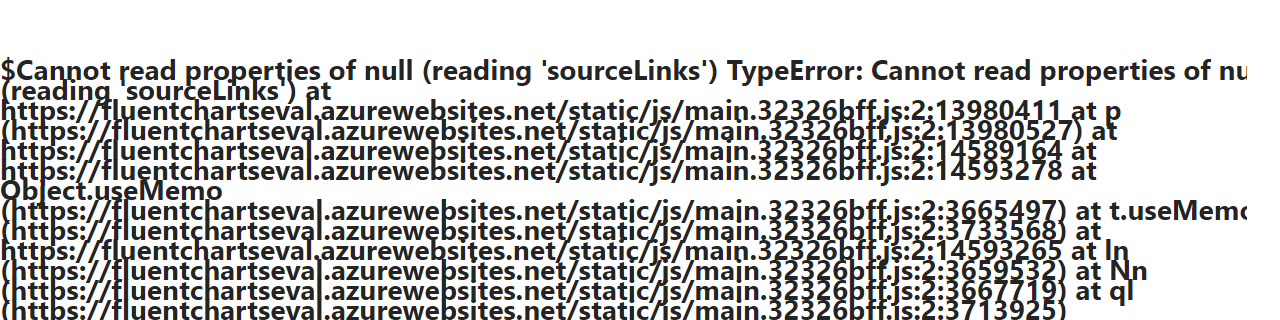 $Cannot read properties of null (reading 'sourceLinks') TypeError: Cannot read properties of nu
(reading 'sourceLinks') at
https://fluentchartseval.azurewebsites.net/static/js/main.32326bff.js:2:13980411 at p
(https://fluentchartseval.azurewebsites.net/static/js/main.32326bff.js:2:13980527) at
https://fluentchartseval.azurewebsites.net/static/js/main.32326bff.js:2:14589164 at
https://fluentchartseval.azurewebsites.net/static/js/main.32326bff.js:2:14593278 at
Object.useMemo
(https://fluentchartseval.azurewebsites.net/static/js/main.32326bff.js:2:3665497) at t.useMemo
(https://fluentchartseval.azurewebsites.net/static/js/main.32326bff.js:2:3733568) at
https://fluentchartseval.azurewebsites.net/static/js/main.32326bff.js:2:14593265 at ln
(https://fluentchartseval.azurewebsites.net/static/js/main.32326bff.js:2:3659532) at Nn
(https://fluentchartseval.azurewebsites.net/static/js/main.32326bff.js:2:3667719) at ql
(https://fluentchartseval.azurewebsites.net/static/js/main.32326bff.js:2:3713925)